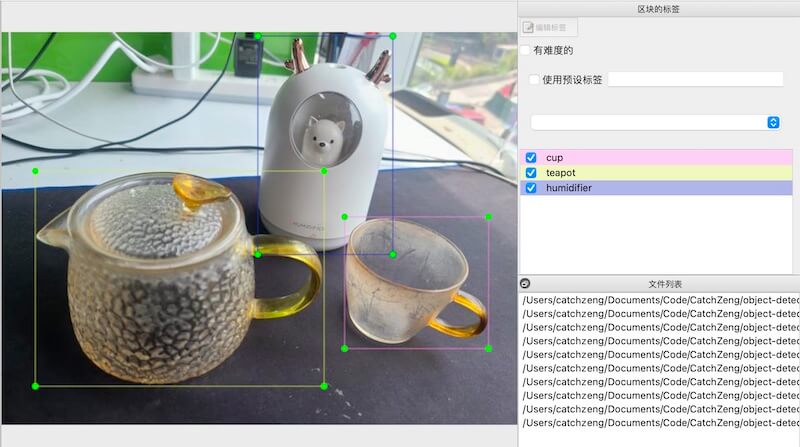 区块的标签
编辑标签
有难度的
使用预设标签
cup
teapot
humidifier
HUMIDIFIER
文件列表
/Users/catchzeng/Documents/Code/CatchZeng/object-detec
/Users/catchzeng/Documents/Code/CatchZeng/object-detec
/Users/catchzeng/Documents/Code/CatchZeng/object-detec
/Users/catchzeng/Documents/Code/CatchZeng/object-detec
/Users/catchzeng/Documents/Code/CatchZeng/object-detec
/Users/catchzeng/Documents/Code/CatchZeng/object-detec
/Users/catchzeng/Documents/Code/CatchZeng/object-detec
/Users/catchzeng/Documents/Code/CatchZeng/object-detec
/Users/catchzeng/Documents/Code/CatchZeng/object-detec
/Users/catchzeng/Documents/Code/CatchZeng/object-detec